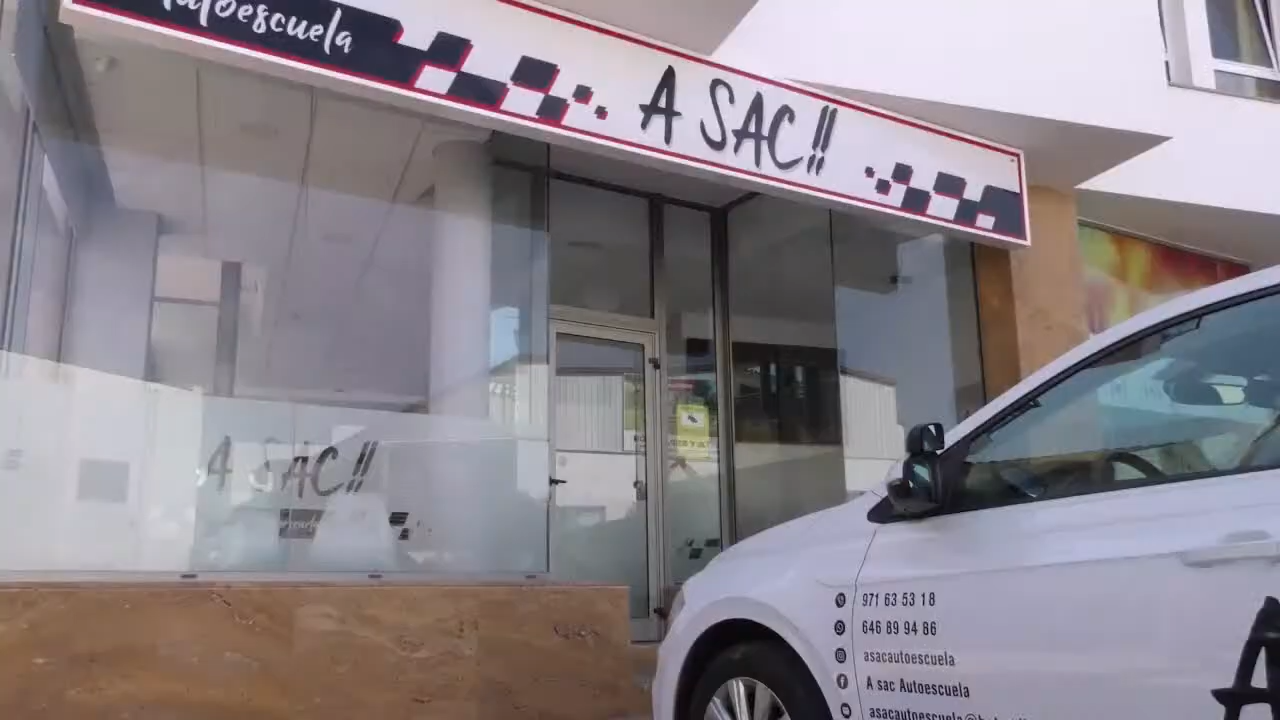 autoescuela
A SAC!!
A SAC!!
971 63 53 18
646 89 94 86
asacautoescuela
A sac Autoescuela